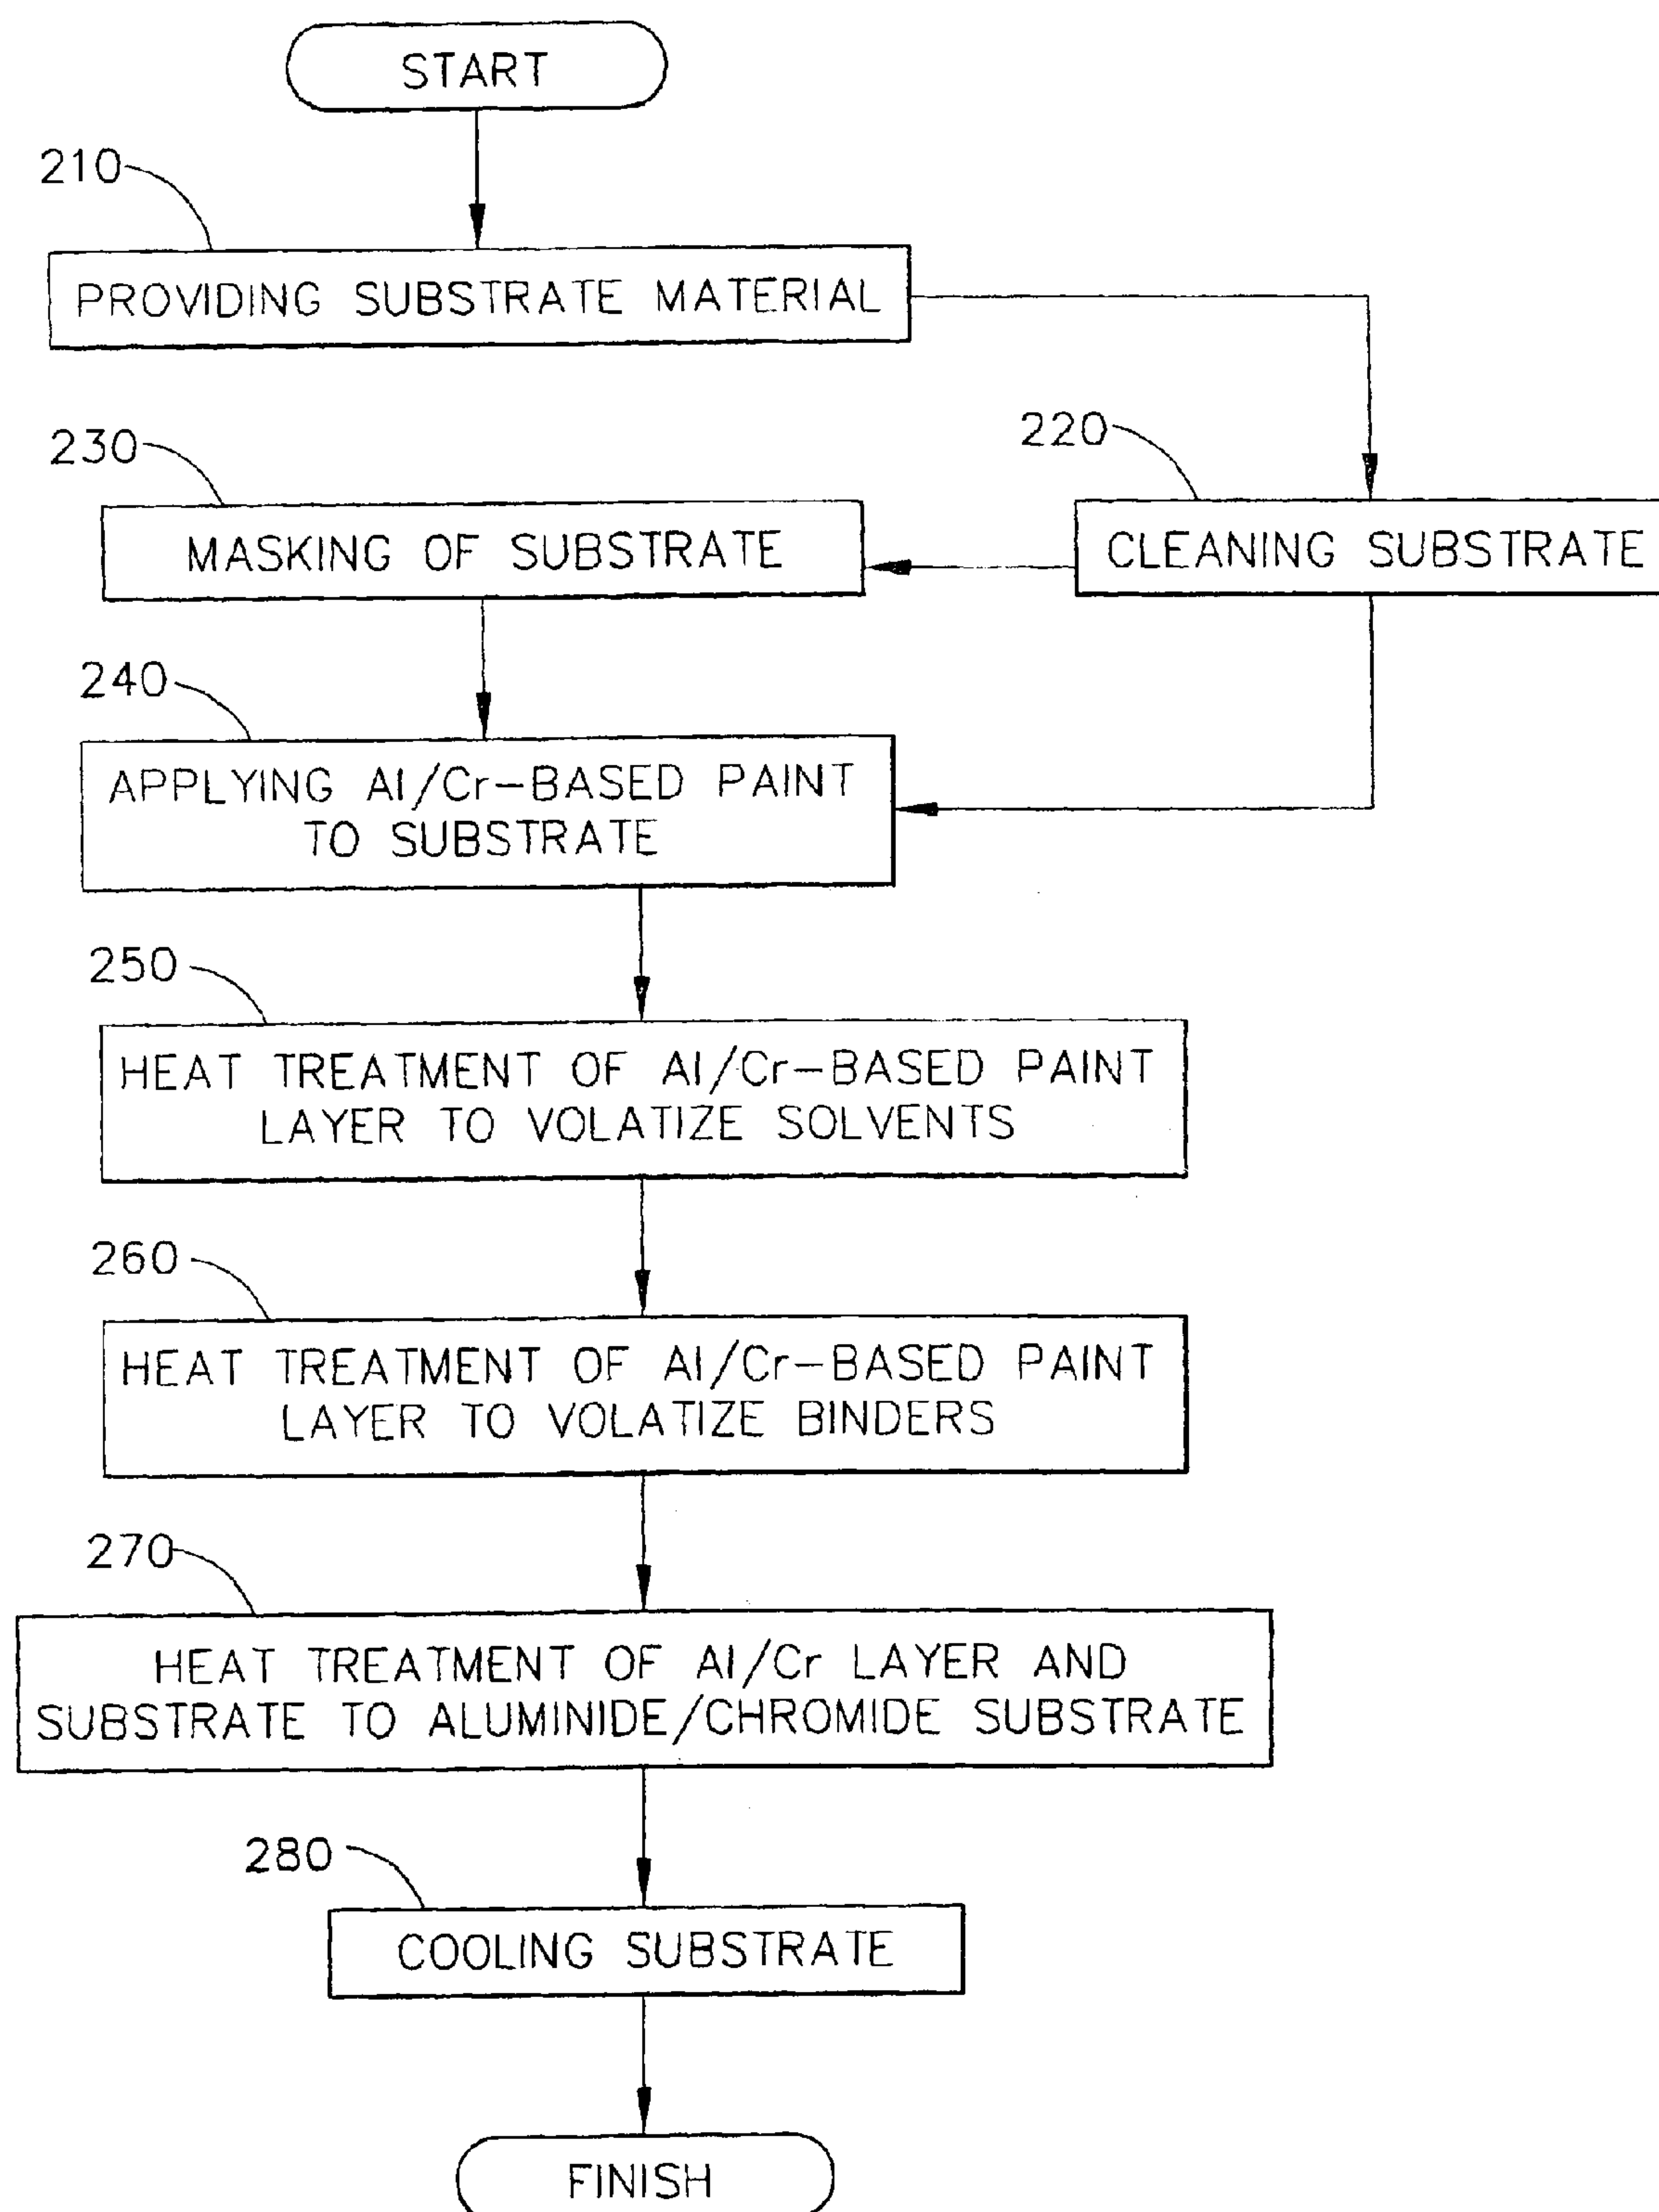 START
210
PROVIDING SUBSTRATE MATERIAL
220
CLEANING SUBSTRATE
230
MASKING OF SUBSTRATE
240
APPLYING Al/Cr-BASED PAINT
TO SUBSTRATE
250
HEAT TREATMENT OF Al/Cr-BASED PAINT
LAYER TO VOLATIZE SOLVENTS
260
HEAT TREATMENT OF Al/Cr-BASED PAINT
LAYER TO VOLATIZE BINDERS
270
HEAT TREATMENT OF Al/Cr LAYER AND
SUBSTRATE TO ALUMINIDE/CHROMIDE SUBSTRATE
280
COOLING SUBSTRATE
FINISH